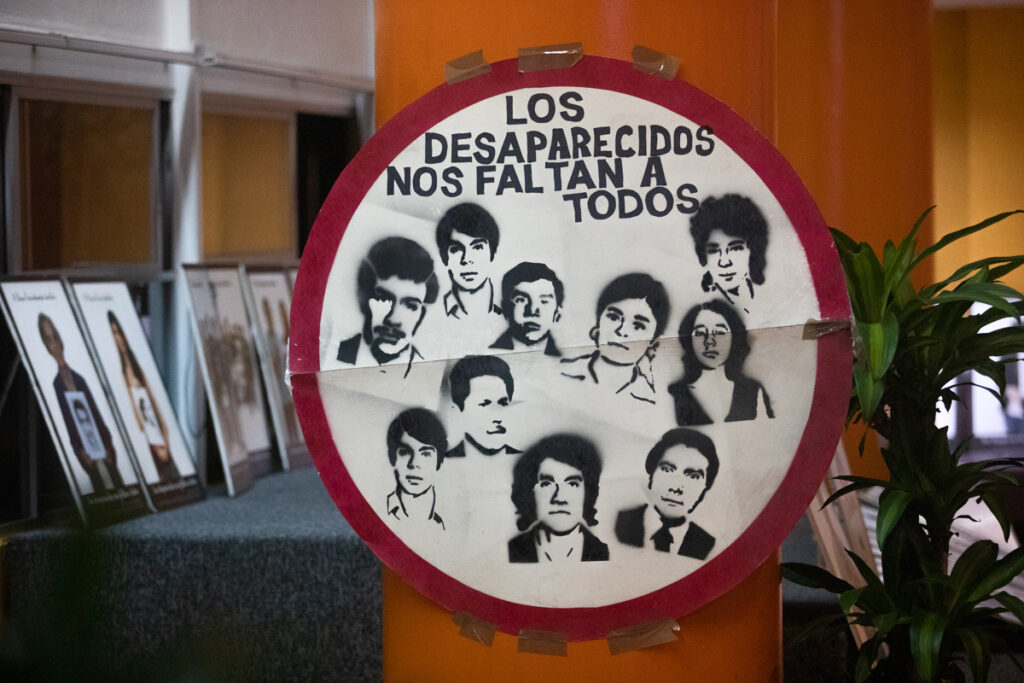 LOS
DESAPARECIDOS
NOS FALTAN A
TODOS